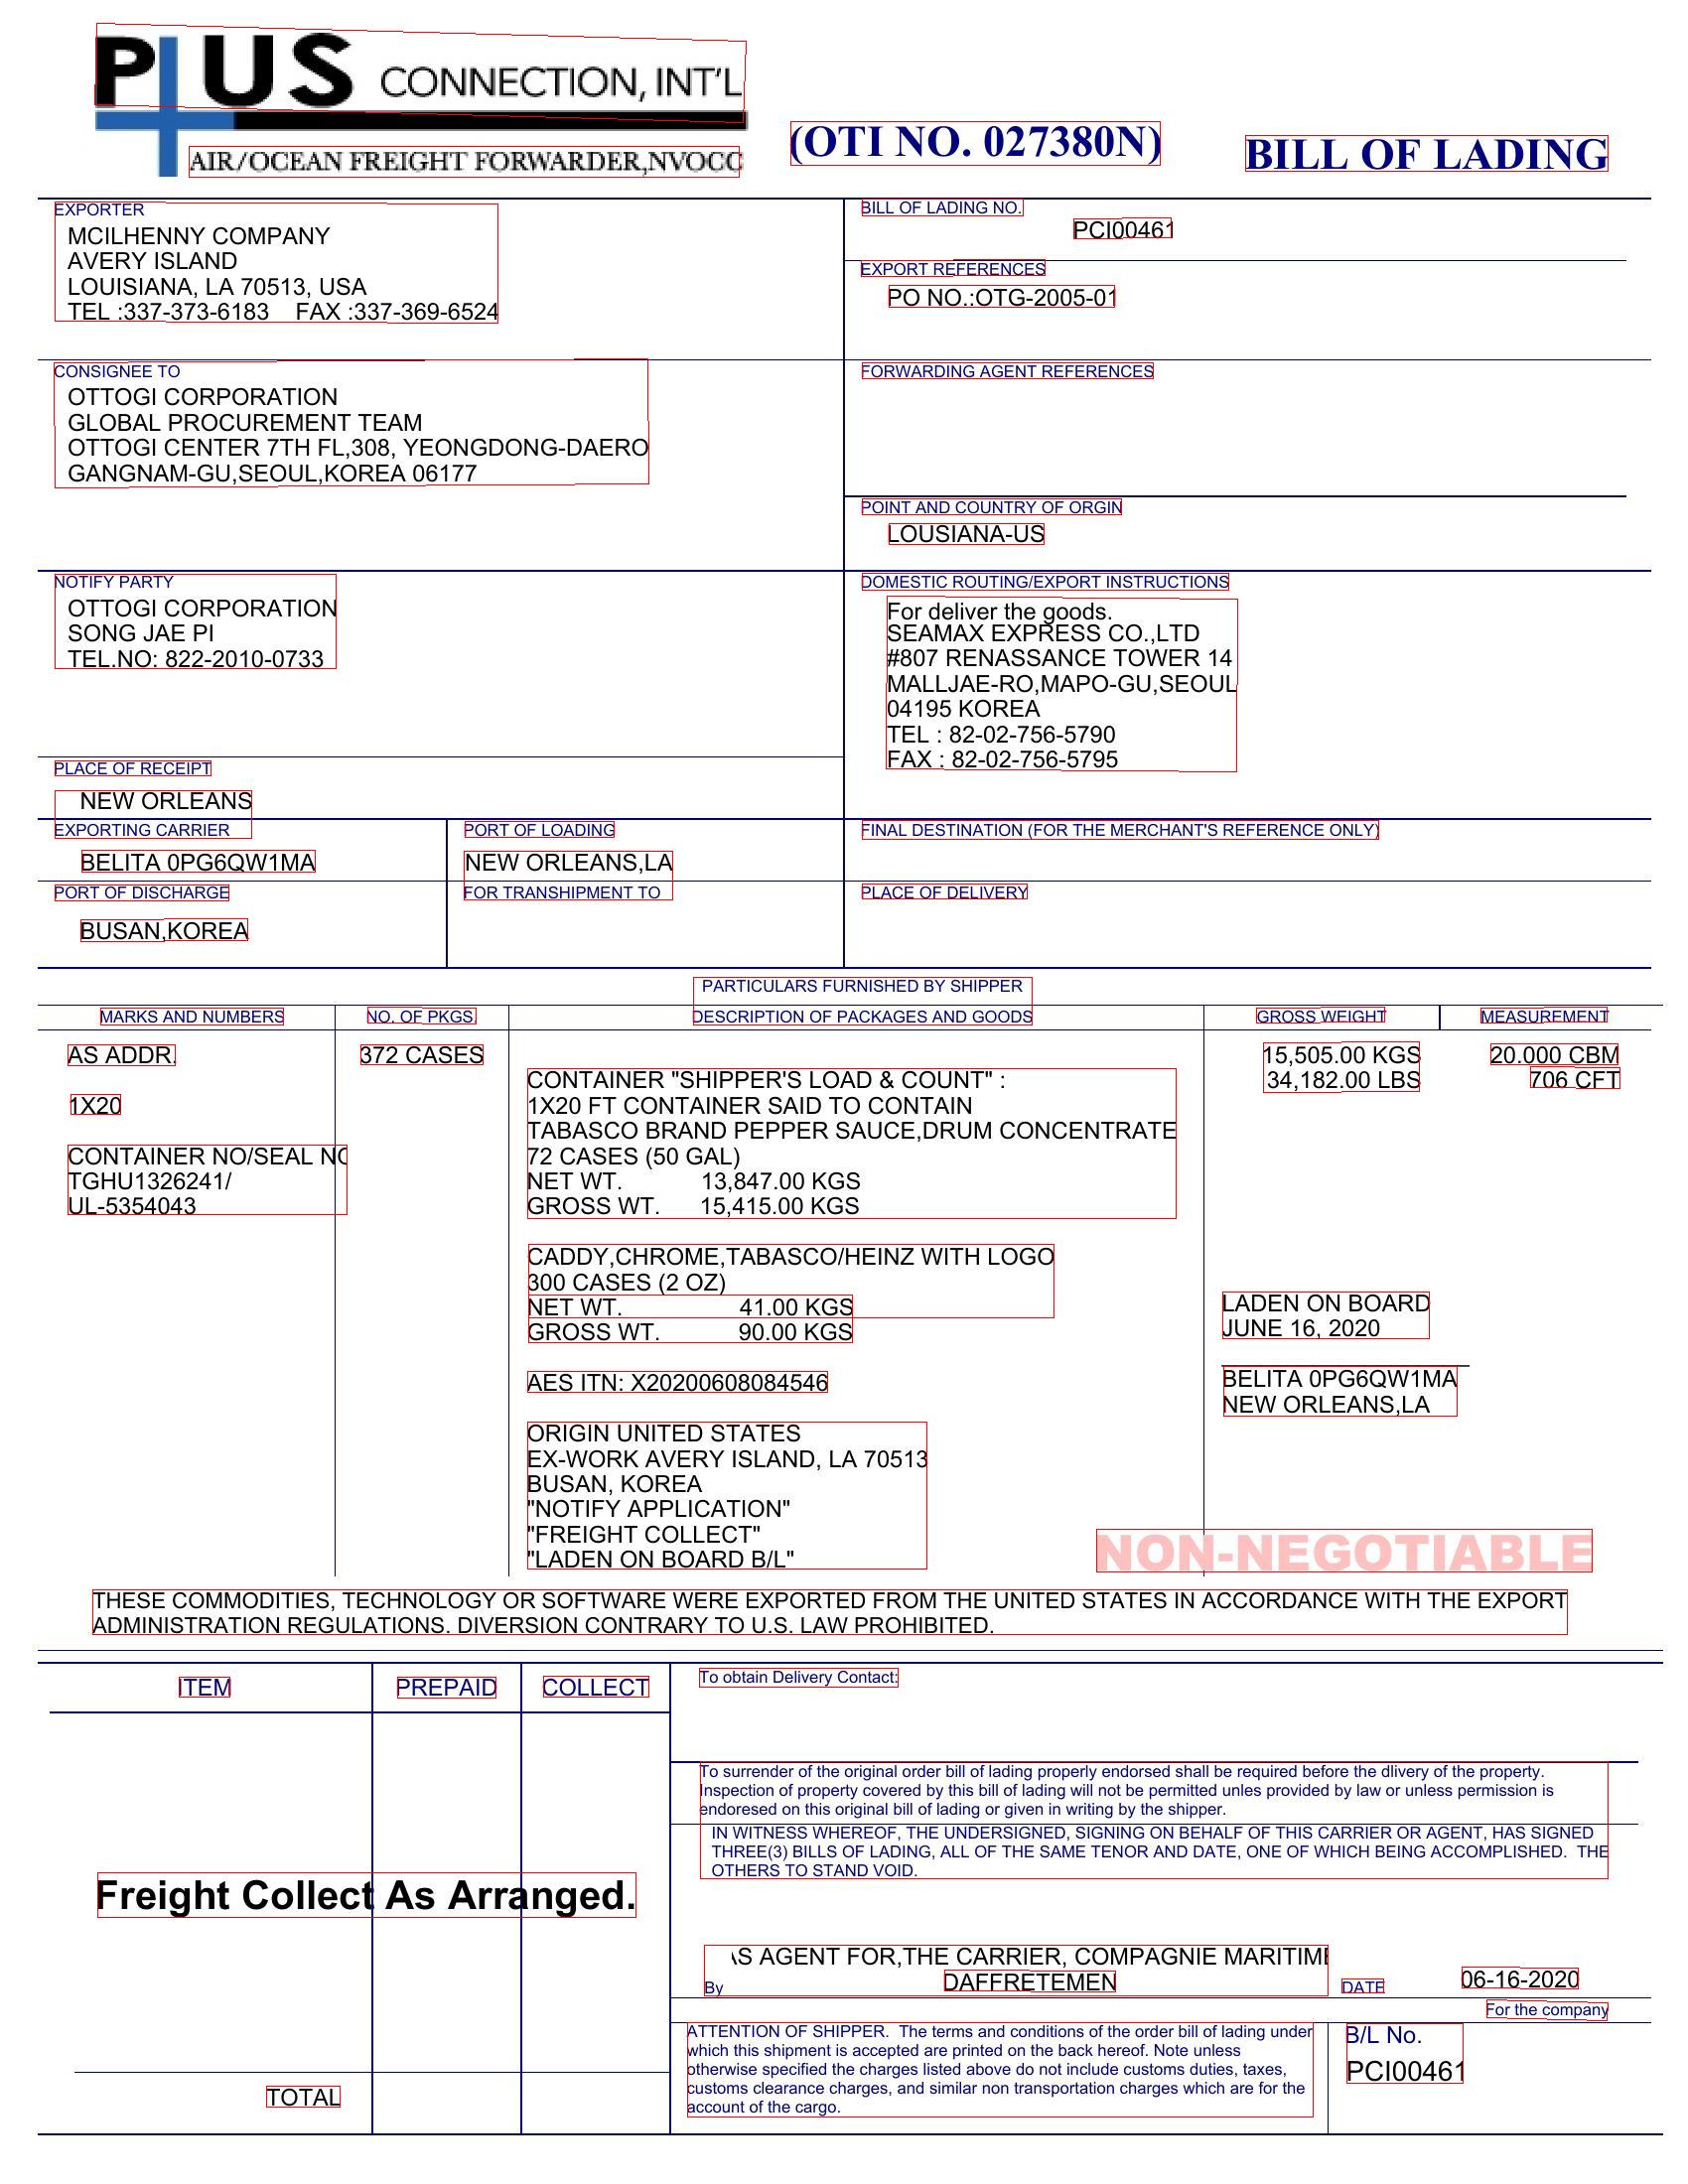 PLUS CONNECTION, INT'L
AIR/OCEAN FREIGHT FORWARDER,NVOCC
(OTI NO. 027380N)
BILL OF LADING
EXPORTER
MCILHENNY COMPANY
AVERY ISLAND
LOUISIANA, LA 70513, USA
TEL :337-373-6183 FAX :337-369-6524
BILL OF LADING NO.
PCI00461
EXPORT REFERENCES
PO NO.:OTG-2005-01
CONSIGNEE TO
OTTOGI CORPORATION
GLOBAL PROCUREMENT TEAM
OTTOGI CENTER 7TH FL,308, YEONGDONG-DAERO
GANGNAM-GU,SEOUL,KOREA 06177
FORWARDING AGENT REFERENCES
POINT AND COUNTRY OF ORGIN
LOUSIANA-US
NOTIFY PARTY
OTTOGI CORPORATION
SONG JAE PI
TEL.NO: 822-2010-0733
DOMESTIC ROUTING/EXPORT INSTRUCTIONS
For deliver the goods.
SEAMAX EXPRESS CO.,LTD
#807 RENASSANCE TOWER 14
MALLJAE-RO,MAPO-GU,SEOUL
04195 KOREA
TEL : 82-02-756-5790
FAX : 82-02-756-5795
PLACE OF RECEIPT
NEW ORLEANS
EXPORTING CARRIER
BELITA 0PG6QW1MA
PORT OF LOADING
NEW ORLEANS,LA
FINAL DESTINATION (FOR THE MERCHANT'S REFERENCE ONLY)
PORT OF DISCHARGE
BUSAN,KOREA
FOR TRANSHIPMENT TO
PLACE OF DELIVERY
PARTICULARS FURNISHED BY SHIPPER
MARKS AND NUMBERS
NO. OF PKGS.
DESCRIPTION OF PACKAGES AND GOODS
GROSS WEIGHT
MEASUREMENT
AS ADDR.
1X20
CONTAINER NO/SEAL NO
TGHU1326241/
UL-5354043
372 CASES
CONTAINER "SHIPPER'S LOAD & COUNT" :
1X20 FT CONTAINER SAID TO CONTAIN
TABASCO BRAND PEPPER SAUCE,DRUM CONCENTRATE
72 CASES (50 GAL)
NET WT. 13,847.00 KGS
GROSS WT. 15,415.00 KGS
CADDY,CHROME,TABASCO/HEINZ WITH LOGO
300 CASES (2 OZ)
NET WT. 41.00 KGS
GROSS WT. 90.00 KGS
AES ITN: X20200608084546
ORIGIN UNITED STATES
EX-WORK AVERY ISLAND, LA 70513
BUSAN, KOREA
"NOTIFY APPLICATION"
"FREIGHT COLLECT"
"LADEN ON BOARD B/L"
15,505.00 KGS
34,182.00 LBS
20.000 CBM
706 CFT
LADEN ON BOARD
JUNE 16, 2020
BELITA 0PG6QW1MA
NEW ORLEANS,LA
NON-NEGOTIABLE
THESE COMMODITIES, TECHNOLOGY OR SOFTWARE WERE EXPORTED FROM THE UNITED STATES IN ACCORDANCE WITH THE EXPORT
ADMINISTRATION REGULATIONS. DIVERSION CONTRARY TO U.S. LAW PROHIBITED.
ITEM
PREPAID
COLLECT
Freight Collect As Arranged.
TOTAL
To obtain Delivery Contact:
To surrender of the original order bill of lading properly endorsed shall be required before the dlivery of the property.
Inspection of property covered by this bill of lading will not be permitted unles provided by law or unless permission is
endoresed on this original bill of lading or given in writing by the shipper.
IN WITNESS WHEREOF, THE UNDERSIGNED, SIGNING ON BEHALF OF THIS CARRIER OR AGENT, HAS SIGNED
THREE(3) BILLS OF LADING, ALL OF THE SAME TENOR AND DATE, ONE OF WHICH BEING ACCOMPLISHED. THE
OTHERS TO STAND VOID.
AS AGENT FOR,THE CARRIER, COMPAGNIE MARITIME
By DAFFRETEMEN
DATE 06-16-2020
For the company
ATTENTION OF SHIPPER. The terms and conditions of the order bill of lading under
which this shipment is accepted are printed on the back hereof. Note unless
otherwise specified the charges listed above do not include customs duties, taxes,
customs clearance charges, and similar non transportation charges which are for the
account of the cargo.
B/L No.
PCI00461